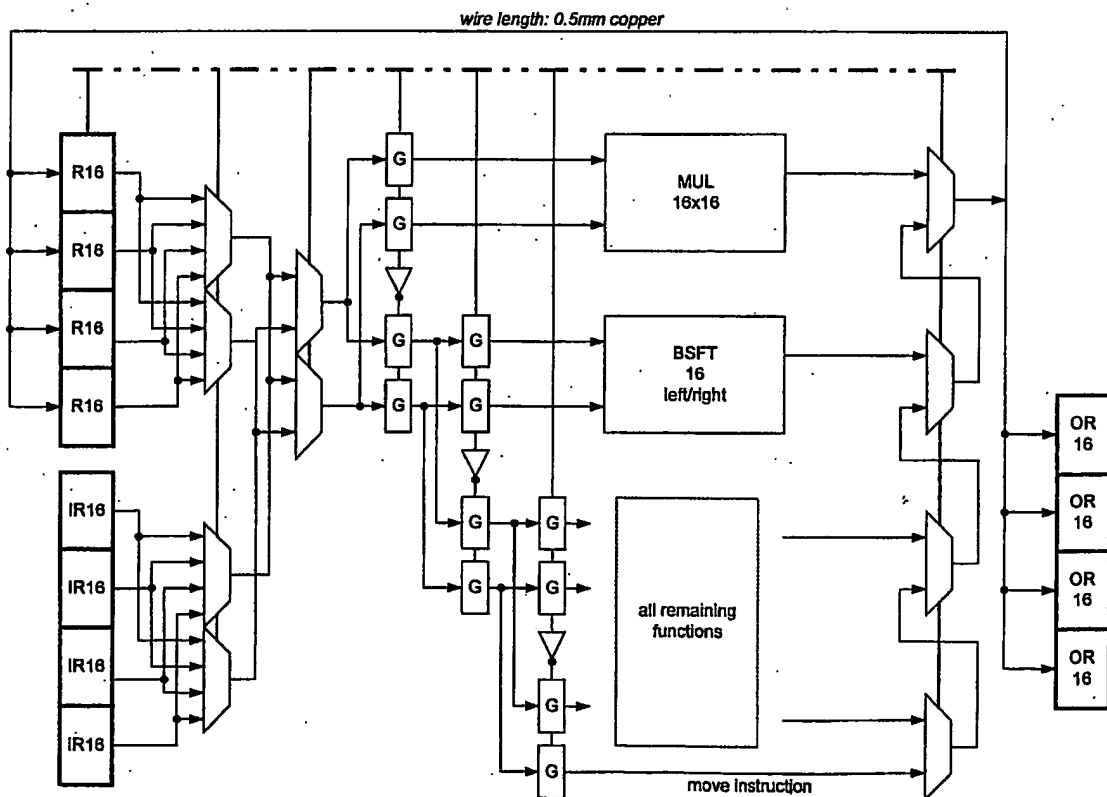 wire length: 0.5mm copper
R16
R16
R16
R16
IR16
IR16
IR16
IR16
G
G
G
G
G
G
G
G
G
G
G
G
MUL
16x16
BSFT
16
left/right
all remaining
functions
move instruction
OR
16
OR
16
OR
16
OR
16